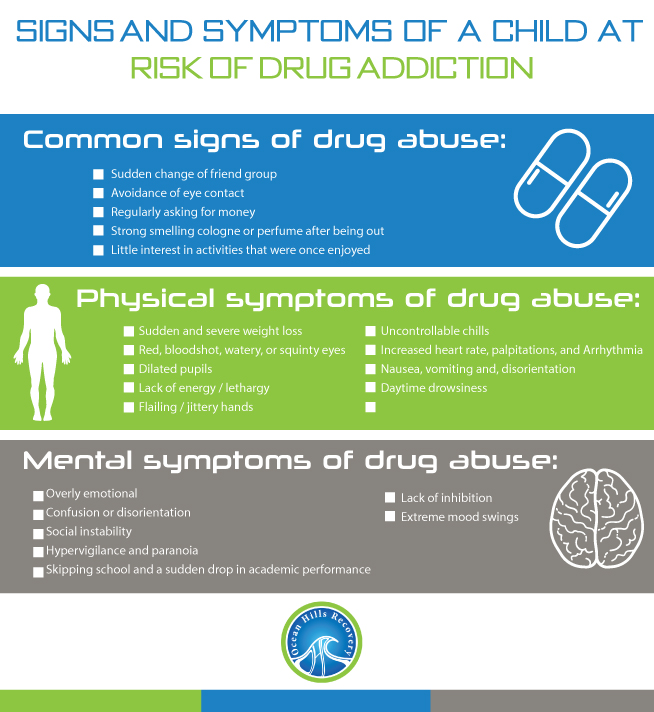 SIGNS AND SYMPTOMS OF A CHILD AT
RISK OF DRUG ADDICTION
Common signs of drug abuse:
Sudden change of friend group
Avoidance of eye contact
Regularly asking for money
Strong smelling cologne or perfume after being out
Little interest in activities that were once enjoyed
Physical symptoms of drug abuse:
Sudden and severe weight loss
Red, bloodshot, watery, or squinty eyes
Dilated pupils
Lack of energy / lethargy
Flailing / jittery hands
Uncontrollable chills
Increased heart rate, palpitations, and Arrhythmia
Nausea, vomiting and, disorientation
Daytime drowsiness
Mental symptoms of drug abuse:
Overly emotional
Confusion or disorientation
Social instability
Hypervigilance and paranoia
Skipping school and a sudden drop in academic performance
Lack of inhibition
Extreme mood swings
Ocean Hills Recovery